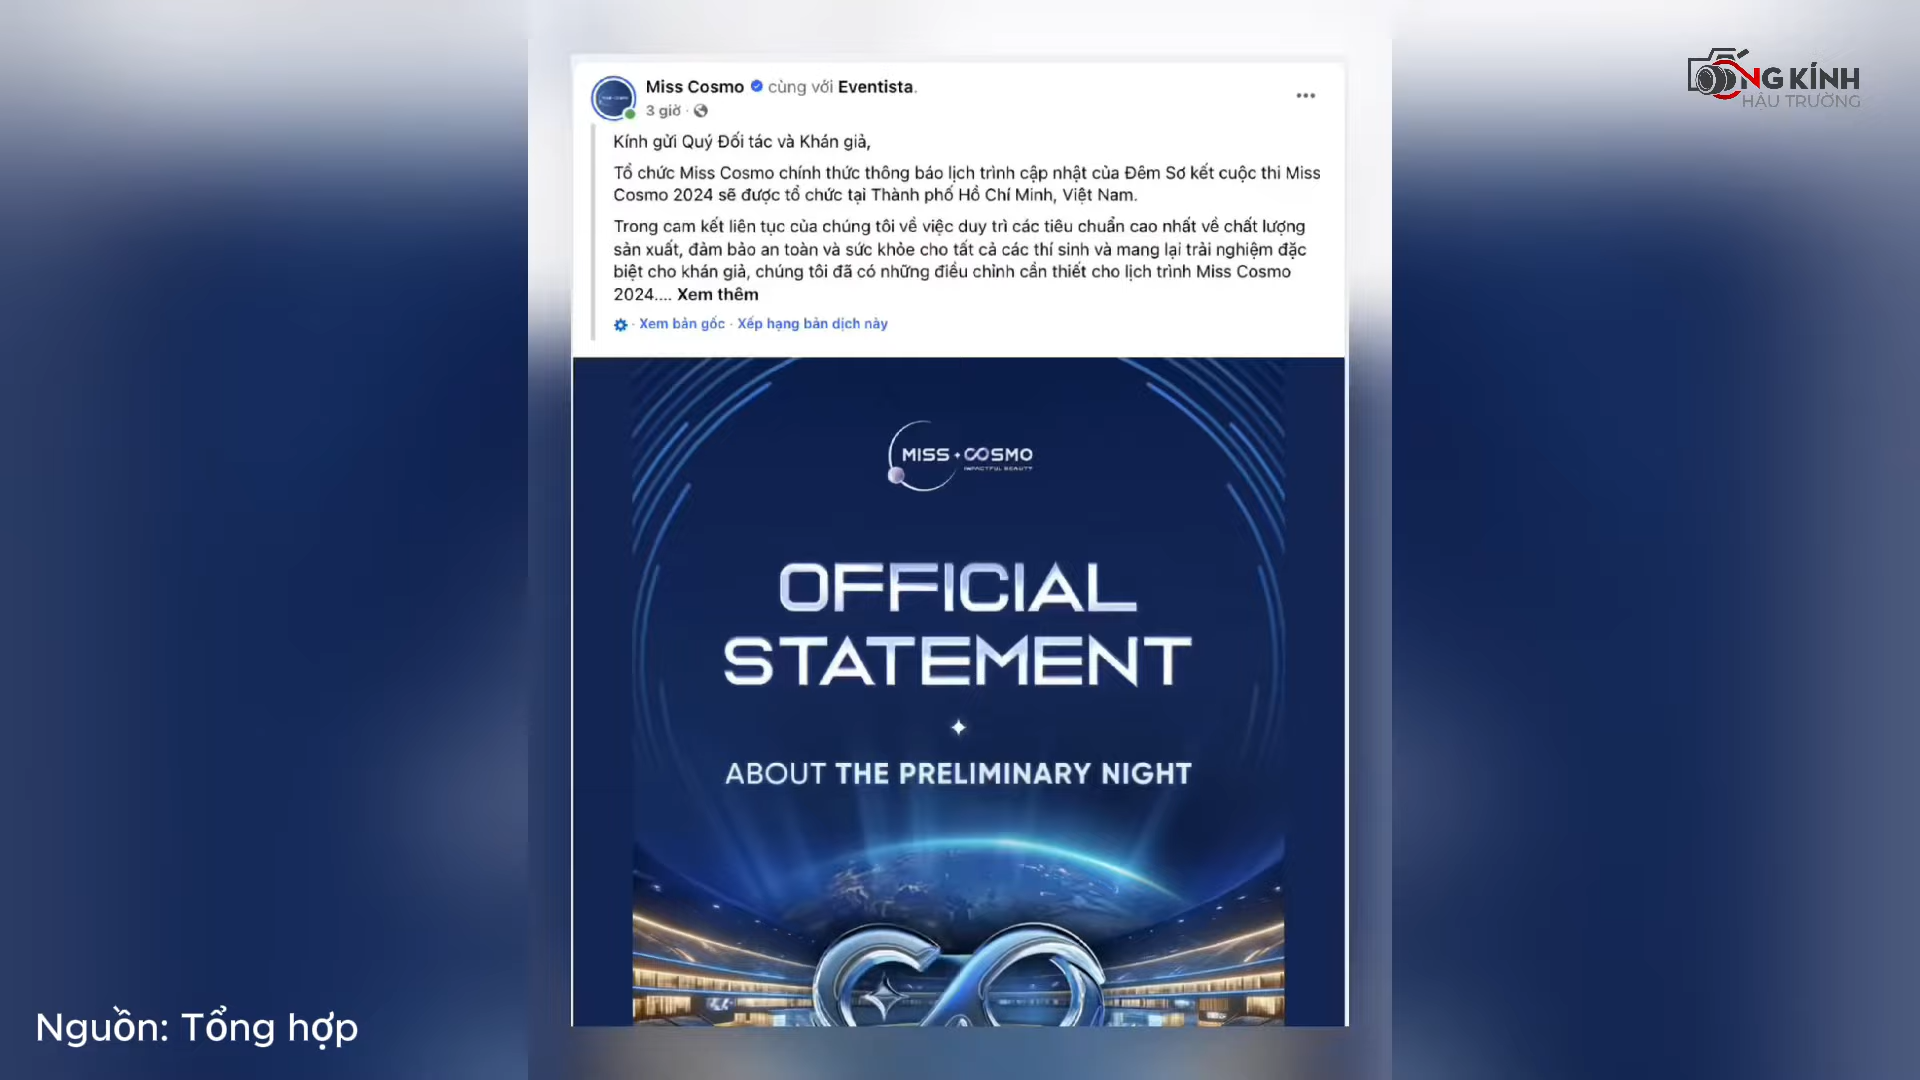 NG KÍNH
HẬU TRƯỜNG
Miss Cosmo cùng với Eventista.
3 giờ ·
Kính gửi Quý Đối tác và Khán giả,
Tổ chức Miss Cosmo chính thức thông báo lịch trình cập nhật của Đêm Sơ kết cuộc thi Miss
Cosmo 2024 sẽ được tổ chức tại Thành phố Hồ Chí Minh, Việt Nam.
Trong cam kết liên tục của chúng tôi về việc duy trì các tiêu chuẩn cao nhất về chất lượng
sản xuất, đảm bảo an toàn và sức khỏe cho tất cả các thí sinh và mang lại trải nghiệm đặc
biệt cho khán giả, chúng tôi đã có những điều chỉnh cần thiết cho lịch trình Miss Cosmo
2024.... Xem thêm
· Xem bản gốc · Xếp hạng bản dịch này
MISS COSMO
IMPACTFUL BEAUTY
OFFICIAL
STATEMENT
ABOUT THE PRELIMINARY NIGHT
Nguồn: Tổng hợp